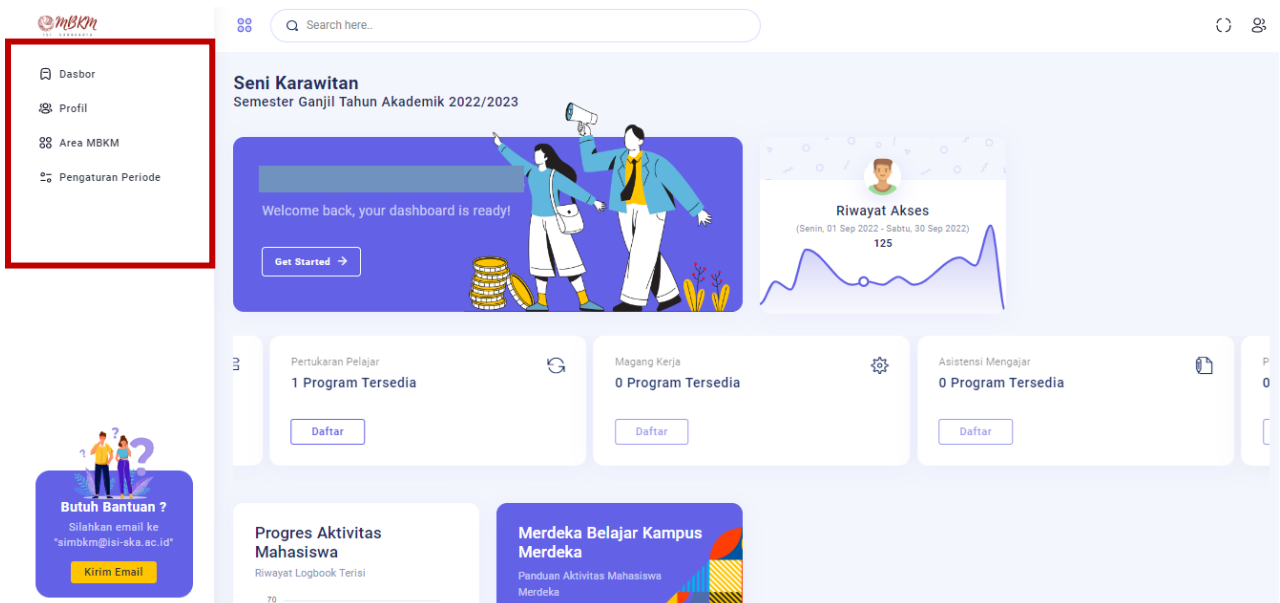 MBKM
Search here..
Dasbor
Profil
Area MBKM
Pengaturan Periode
Seni Karawitan
Semester Ganjil Tahun Akademik 2022/2023
Welcome back, your dashboard is ready!
Get Started →
Riwayat Akses
(Senin, 01 Sep 2022 - Sabtu, 30 Sep 2022)
125
Pertukaran Pelajar
1 Program Tersedia
Daftar
Magang Kerja
0 Program Tersedia
Daftar
Asistensi Mengajar
0 Program Tersedia
Daftar
P
0
Butuh Bantuan ?
Silahkan email ke
"simbkm@isi-ska.ac.id"
Kirim Email
Progres Aktivitas
Mahasiswa
Riwayat Logbook Terisi
70
Merdeka Belajar Kampus
Merdeka
Panduan Aktivitas Mahasiswa
Merdeka